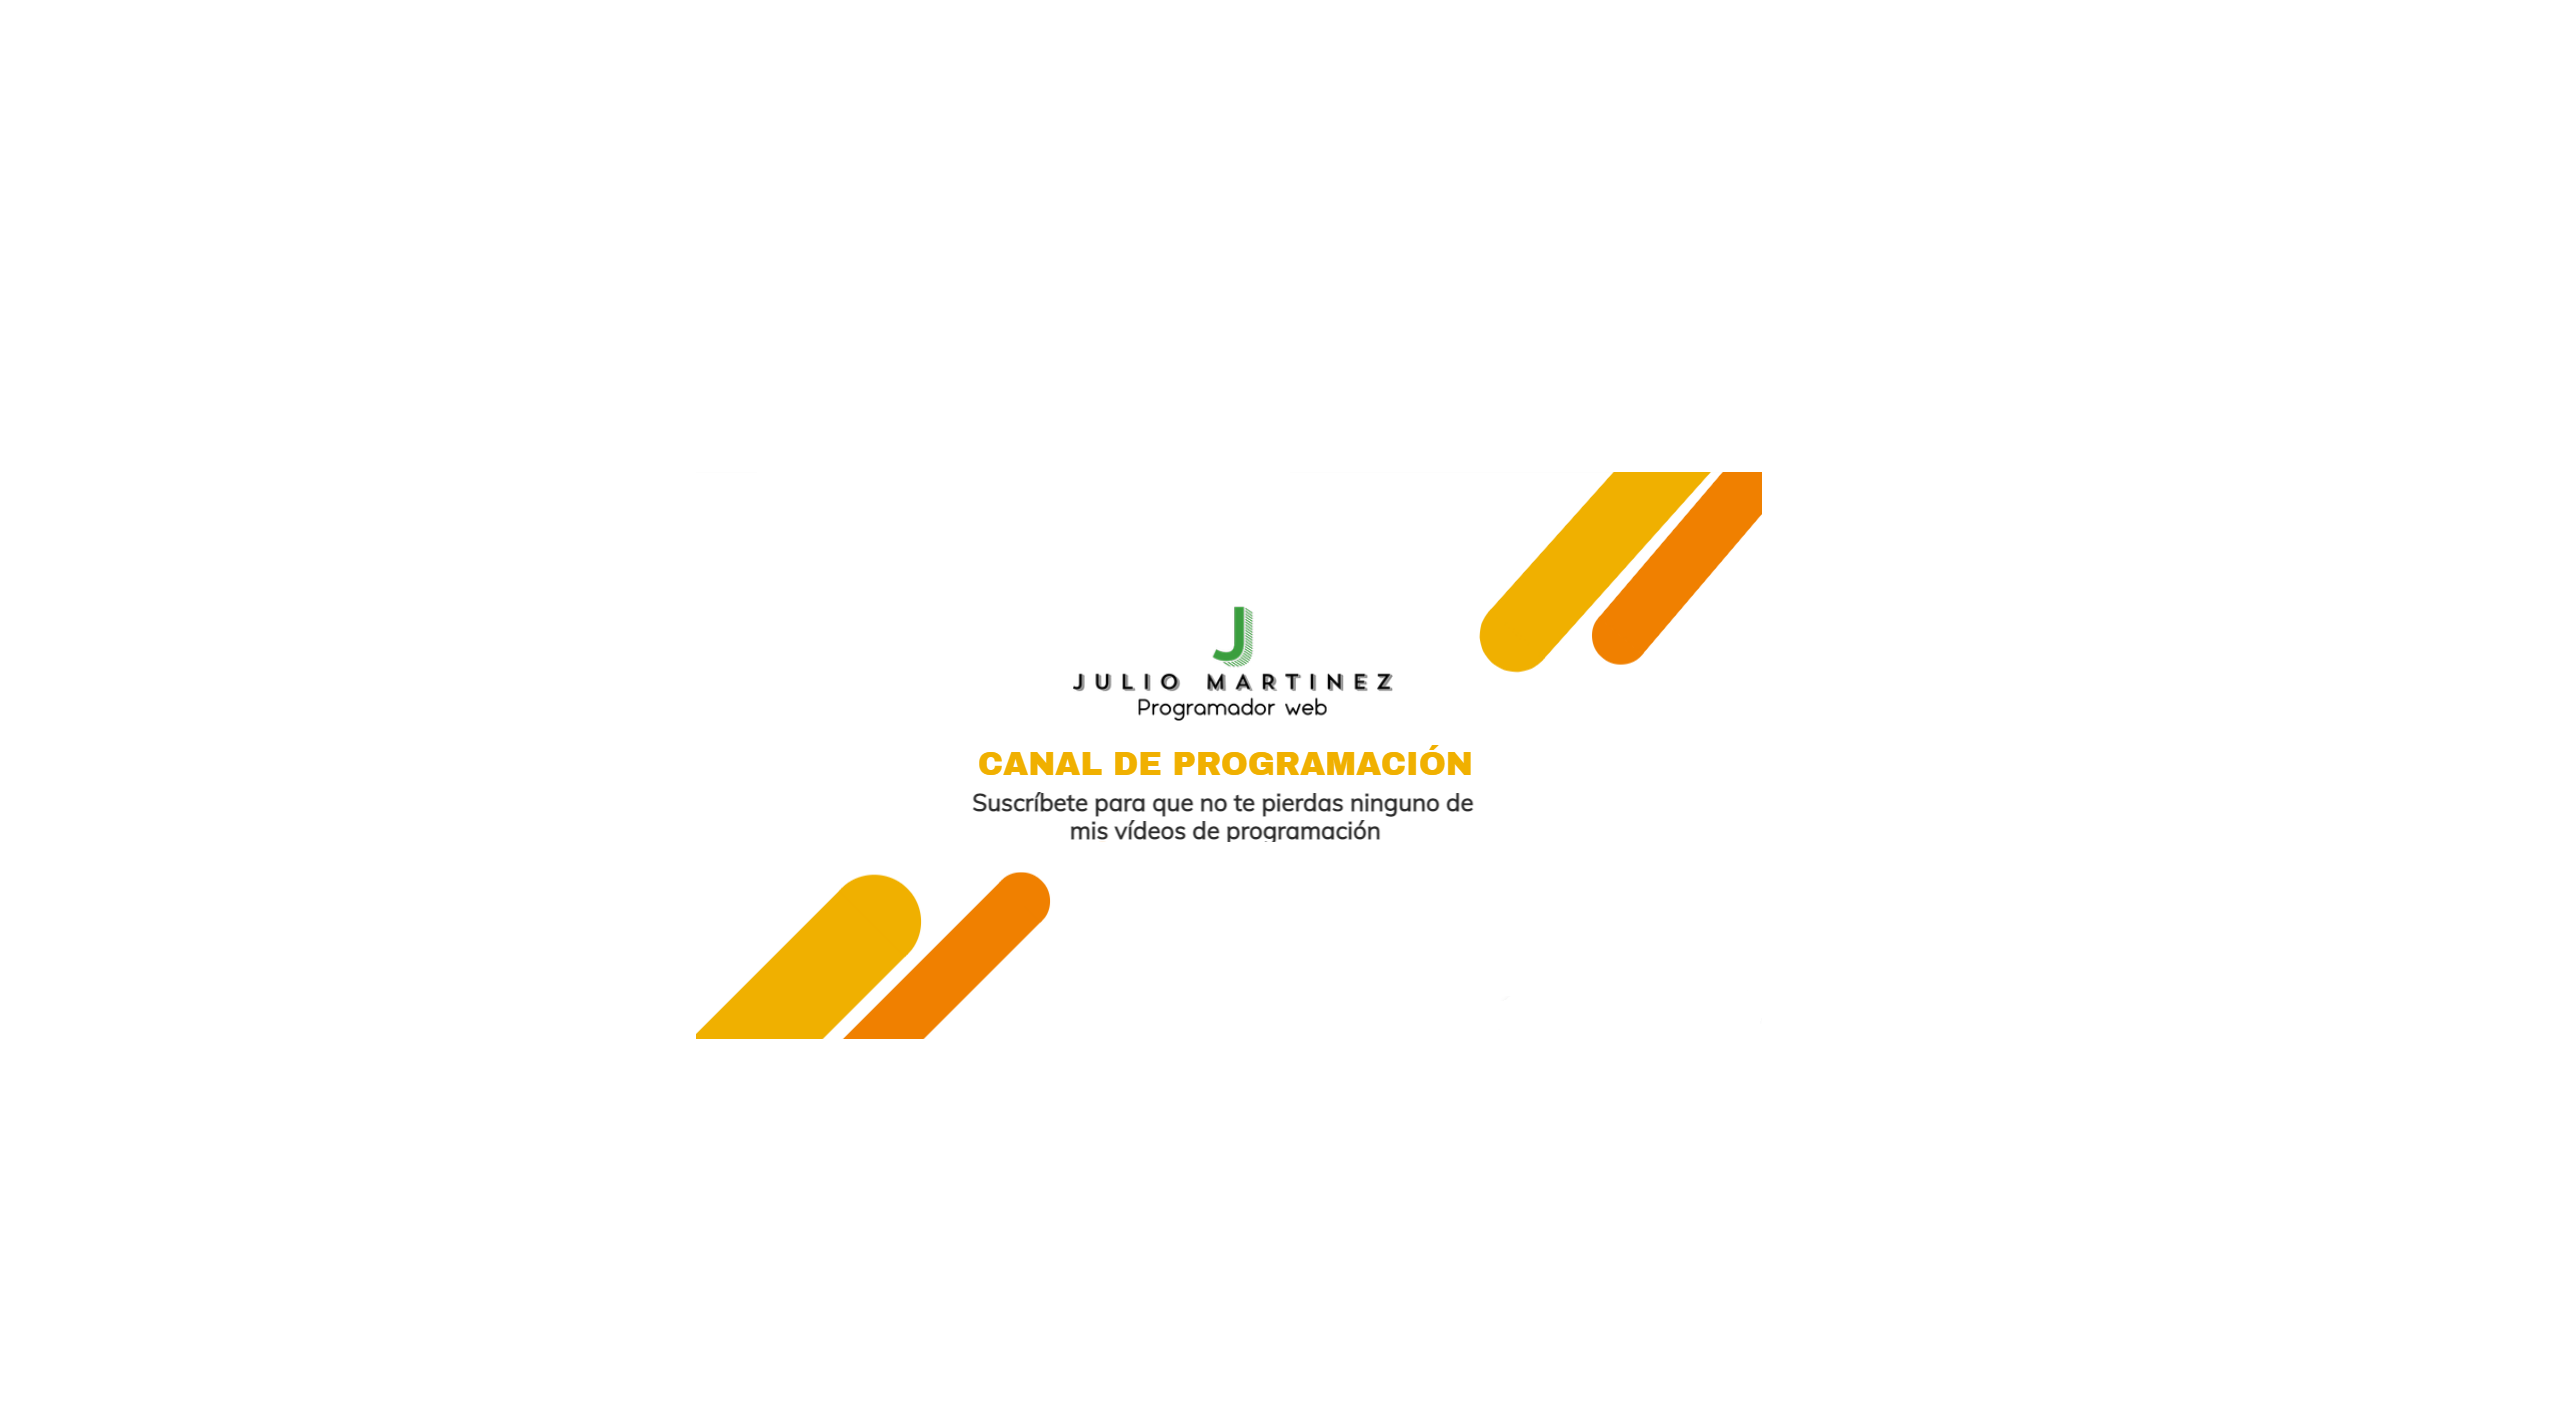 J
JULIO MARTINEZ
Programador web
CANAL DE PROGRAMACIÓN
Suscríbete para que no te pierdas ninguno de
mis vídeos de programación